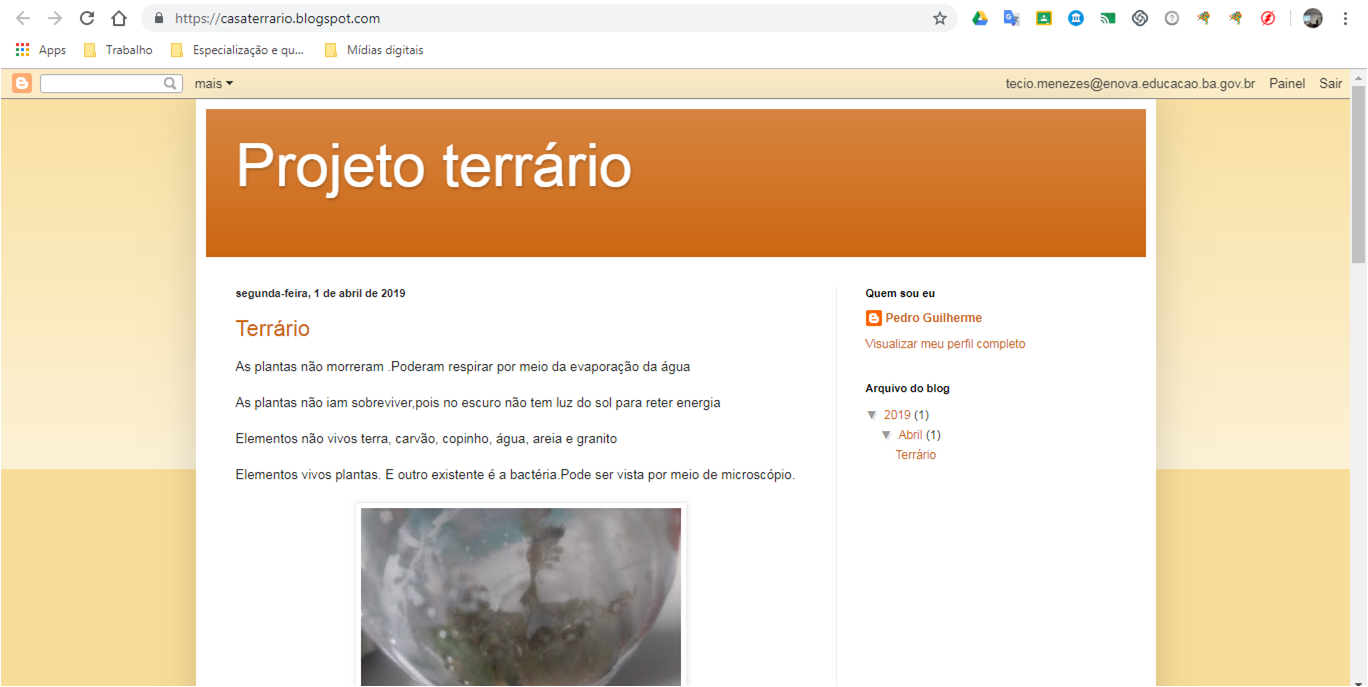 https://casaterrario.blogspot.com
Apps Trabalho Especialização e qu... Mídias digitais
mais tecio.menezes@enova.educacao.ba.gov.br Painel Sair
Projeto terrário
segunda-feira, 1 de abril de 2019
Terrário
As plantas não morreram .Poderam respirar por meio da evaporação da água
As plantas não iam sobreviver,pois no escuro não tem luz do sol para reter energia
Elementos não vivos terra, carvão, copinho, água, areia e granito
Elementos vivos plantas. E outro existente é a bactéria.Pode ser vista por meio de microscópio.
Quem sou eu
Pedro Guilherme
Visualizar meu perfil completo
Arquivo do blog
▼ 2019 (1)
▼ Abril (1)
Terrário